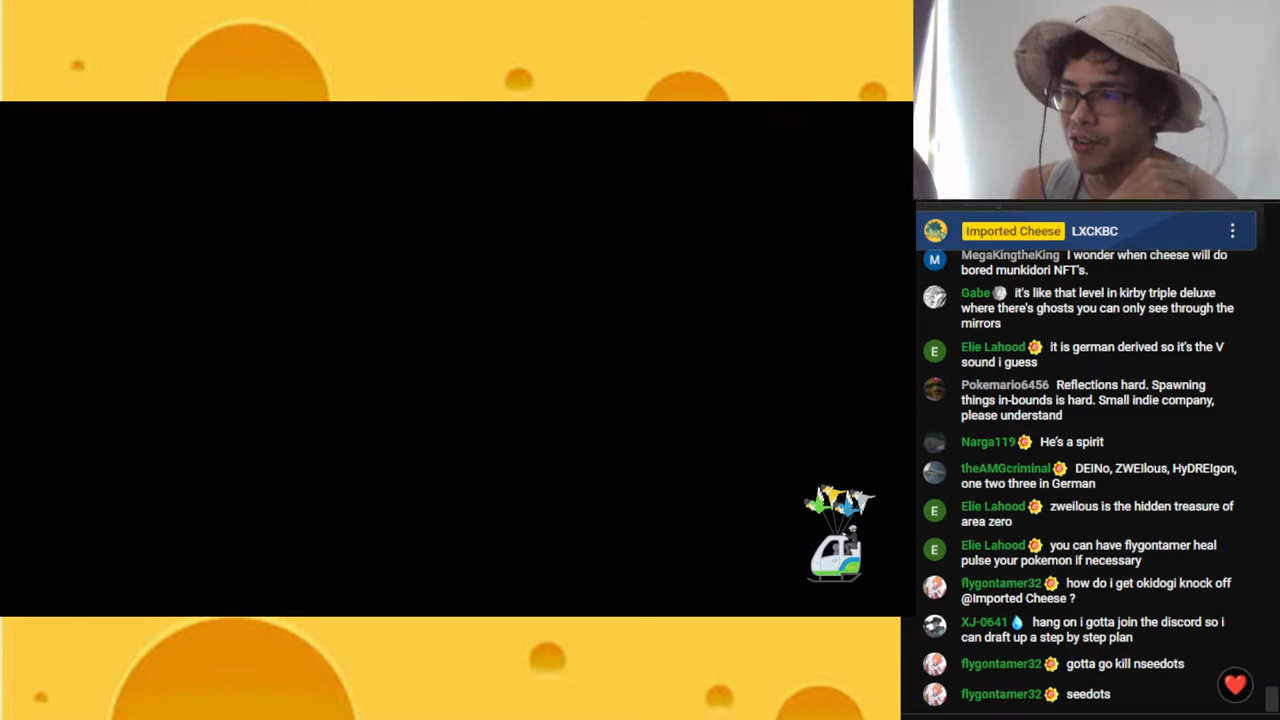 Imported Cheese LXCKBC
MegaKingtheKing I wonder when cheese will do
bored munkidori NFT's.
Gabe it's like that level in kirby triple deluxe
where there's ghosts you can only see through the
mirrors
E Elie Lahood it is german derived so it's the V
sound i guess
Pokemario6456 Reflections hard. Spawning
things in-bounds is hard. Small indie company,
please understand
Narga119 He's a spirit
theAMGcriminal DEINo, ZWEIlous, HyDREIgon,
one two three in German
E Elie Lahood zweilous is the hidden treasure of
area zero
E Elie Lahood you can have flygontamer heal
pulse your pokemon if necessary
flygontamer32 how do i get okidogi knock off
@Imported Cheese ?
XJ-0641 hang on i gotta join the discord so i
can draft up a step by step plan
flygontamer32 gotta go kill nseedots
flygontamer32 seedots